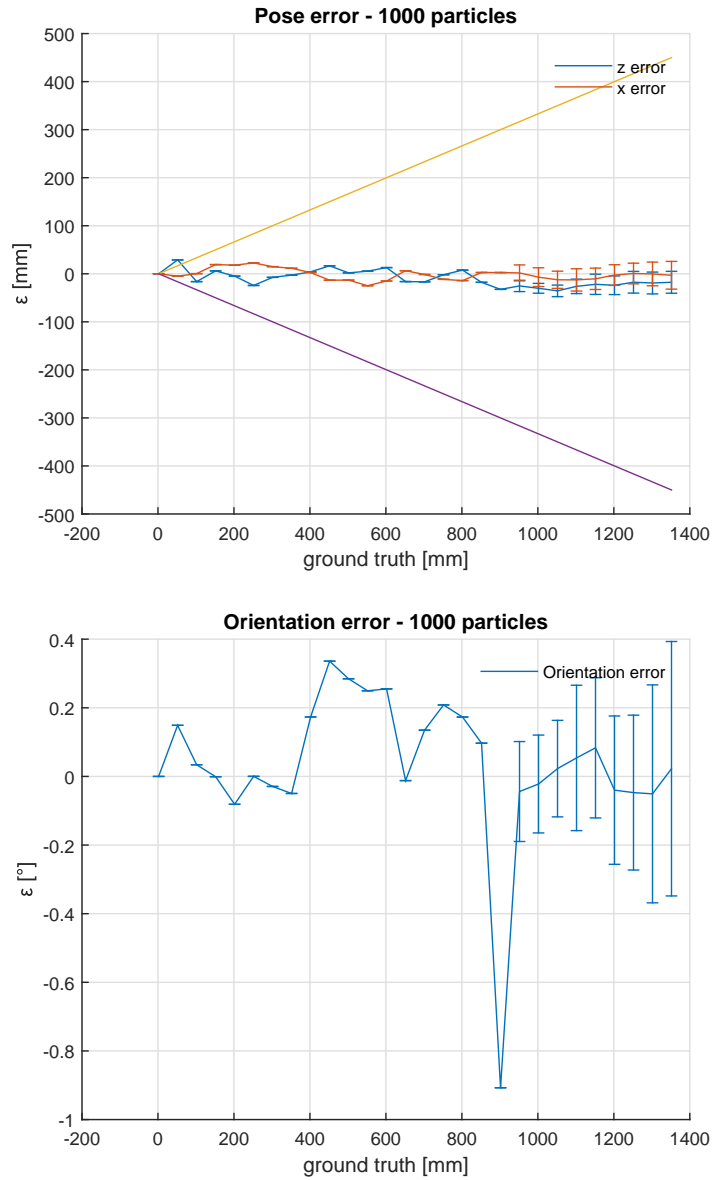 Pose error - 1000 particles
500
400
300
200
100
0
-100
-200
-300
-400
-500
ε [mm]
z error
x error
-200 0 200 400 600 800 1000 1200 1400
ground truth [mm]
Orientation error - 1000 particles
0.4
0.2
0
-0.2
-0.4
-0.6
-0.8
-1
ε [°]
Orientation error
-200 0 200 400 600 800 1000 1200 1400
ground truth [mm]